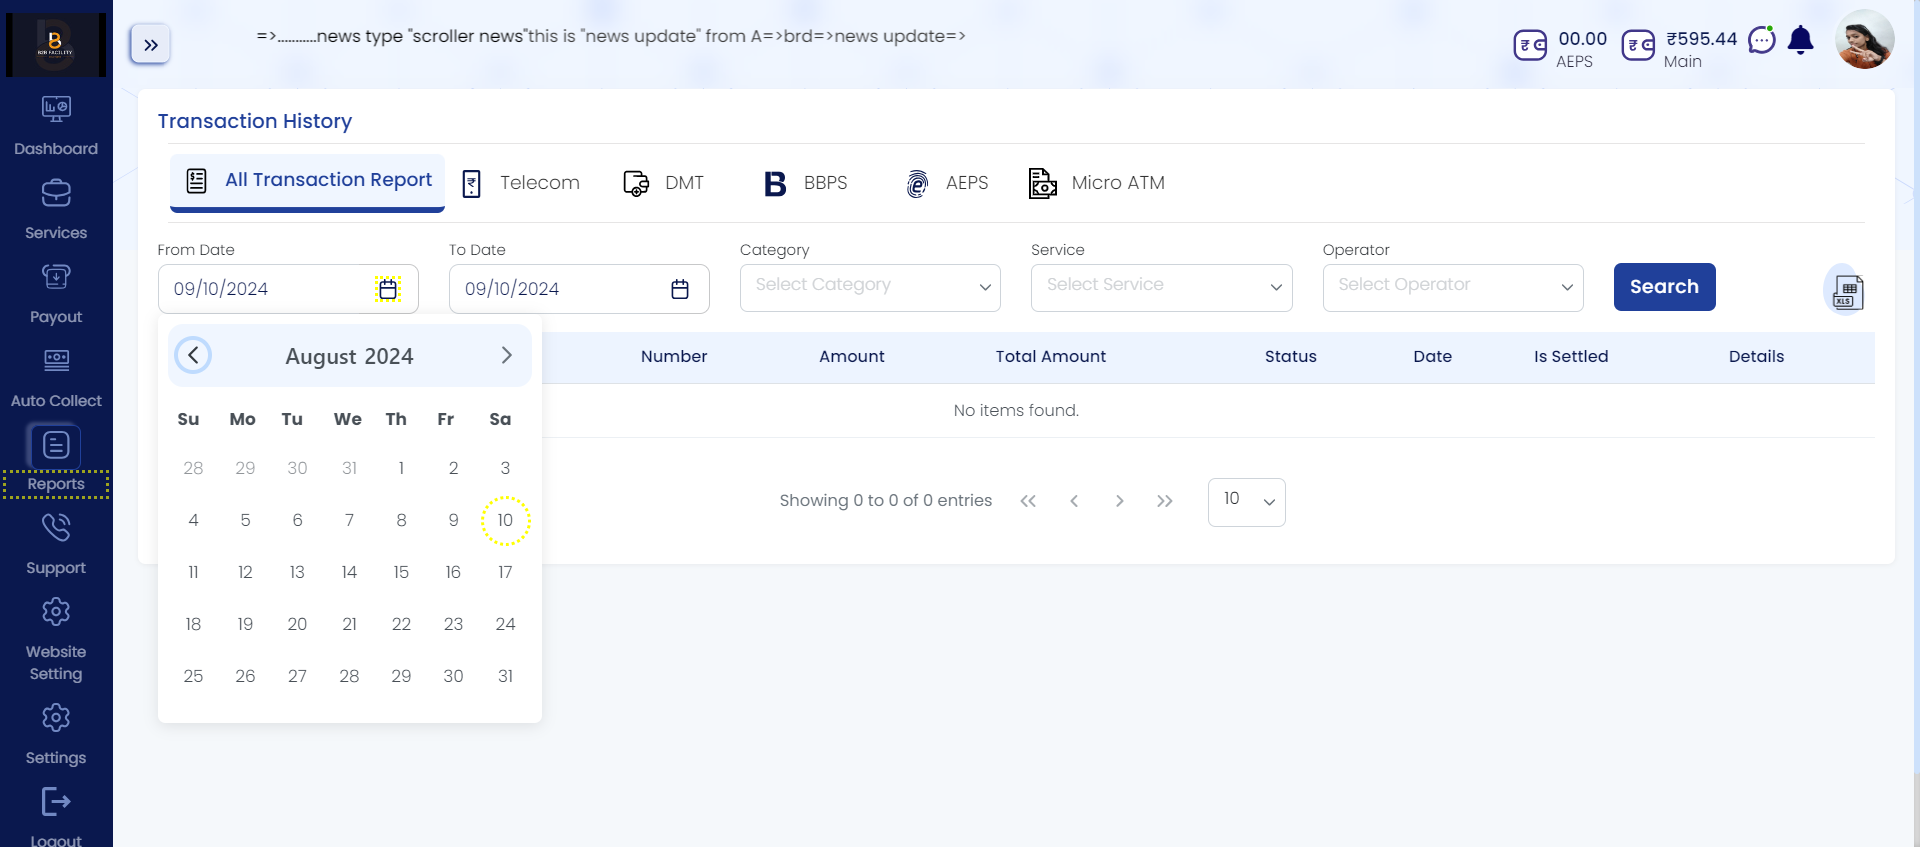 B2B FACILITY
=>...........news type "scroller news"this is "news update" from A=>brd=>news update=>
00.00
AEPS
₹595.44
Main
Dashboard
Services
Payout
Auto Collect
Reports
Support
Website
Setting
Settings
Logout
Transaction History
All Transaction Report
Telecom
DMT
BBPS
AEPS
Micro ATM
From Date
To Date
Category
Service
Operator
09/10/2024
09/10/2024
Select Category
Select Service
Select Operator
Search
XLS
August 2024
Su Mo Tu We Th Fr Sa
28 29 30 31 1 2 3
4 5 6 7 8 9 10
11 12 13 14 15 16 17
18 19 20 21 22 23 24
25 26 27 28 29 30 31
Number Amount Total Amount Status Date Is Settled Details
No items found.
Showing 0 to 0 of 0 entries
10